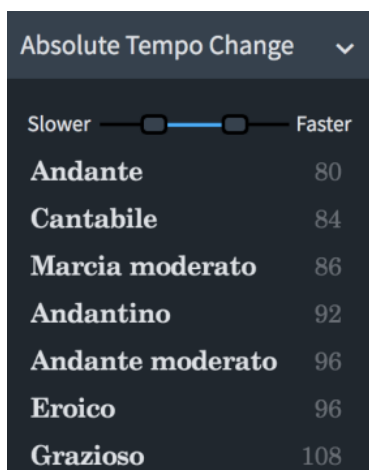 Absolute Tempo Change
Slower Faster
Andante 80
Cantabile 84
Marcia moderato 86
Andantino 92
Andante moderato 96
Eroico 96
Grazioso 108